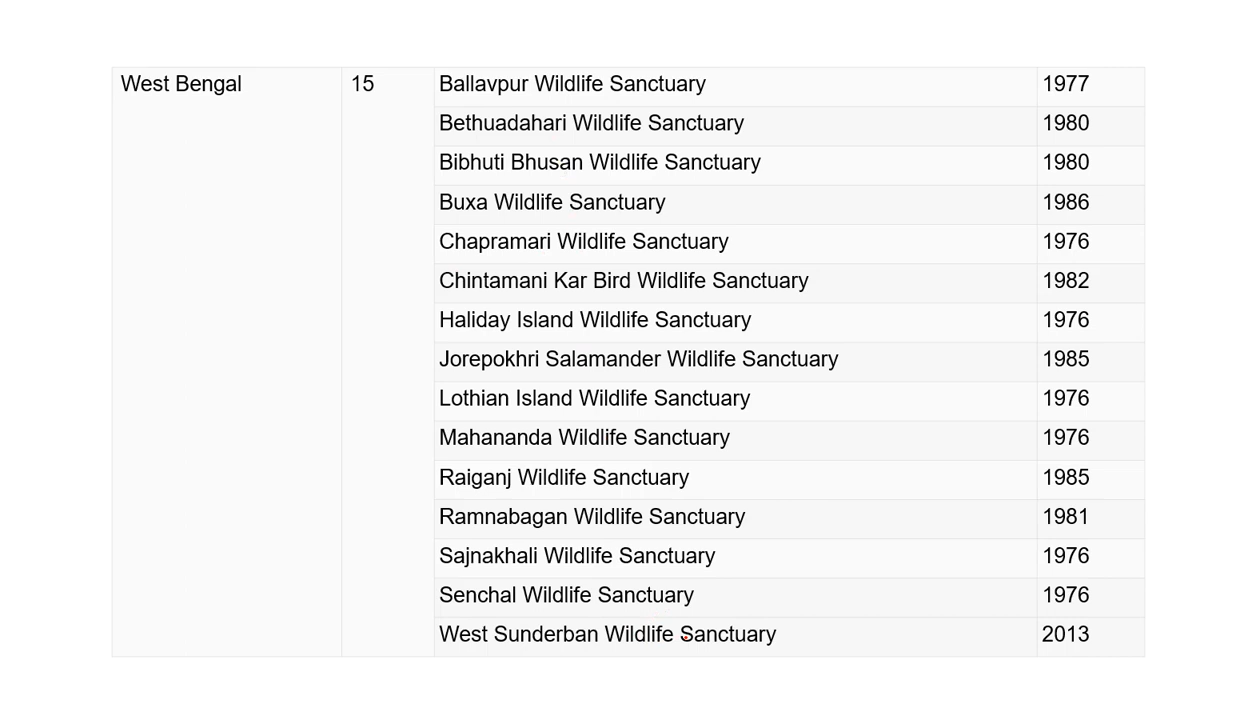 West Bengal 15 Ballavpur Wildlife Sanctuary 1977
Bethuadahari Wildlife Sanctuary 1980
Bibhuti Bhusan Wildlife Sanctuary 1980
Buxa Wildlife Sanctuary 1986
Chapramari Wildlife Sanctuary 1976
Chintamani Kar Bird Wildlife Sanctuary 1982
Haliday Island Wildlife Sanctuary 1976
Jorepokhri Salamander Wildlife Sanctuary 1985
Lothian Island Wildlife Sanctuary 1976
Mahananda Wildlife Sanctuary 1976
Raiganj Wildlife Sanctuary 1985
Ramnabagan Wildlife Sanctuary 1981
Sajnakhali Wildlife Sanctuary 1976
Senchal Wildlife Sanctuary 1976
West Sunderban Wildlife Sanctuary 2013